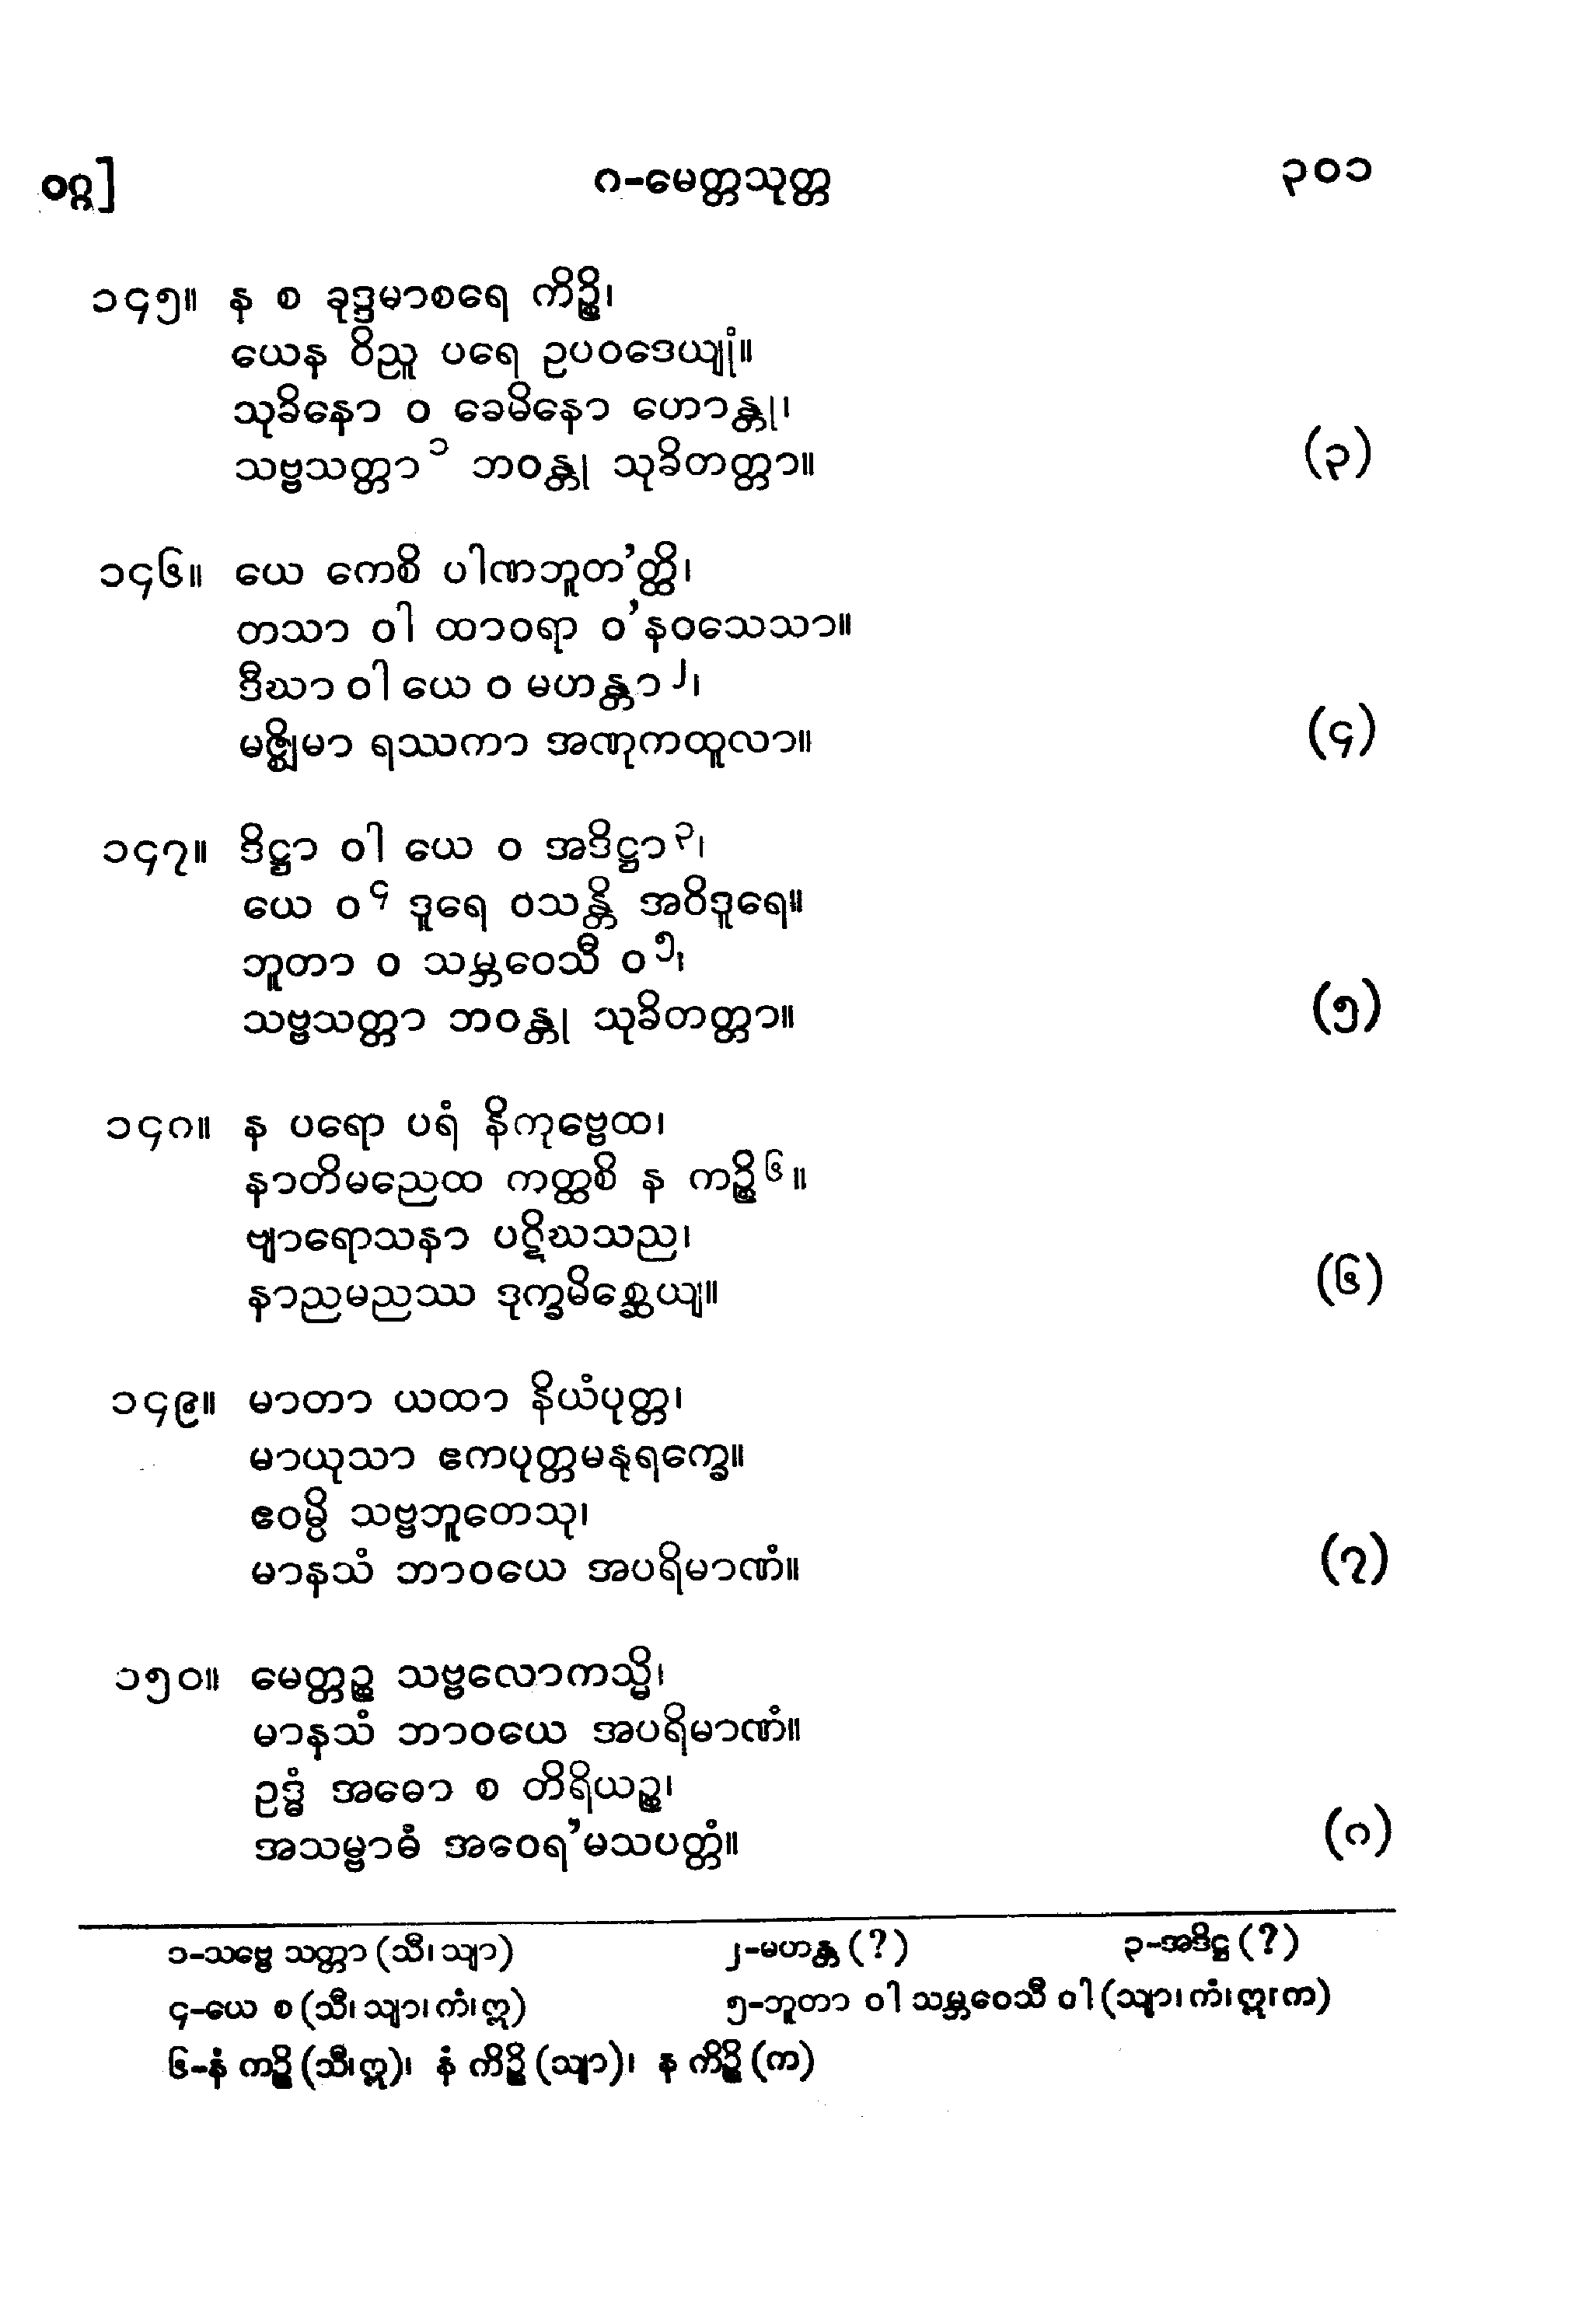 ဝဂ္ဂ] ဂ-မေတ္တသုတ္တ ၃၀၁
၁၄၅။ န စ ခုဒ္ဒမာစရေ ကိဉ္စိ၊
ယေန ဝိညူ ပရေ ဥပဝဒေယျုံ။
သုခိနော ဝ ခေမိနော ဟောန္တု၊
သဗ္ဗသတ္တာ၁ ဘဝန္တု သုခိတတ္တာ။ (၃)
၁၄၆။ ယေ ကေစိ ပါဏဘူတ’တ္ထိ၊
တသာ ဝါ ထာဝရာ ဝ’နဝသေသာ။
ဒီဃာ ဝါ ယေ ဝ မဟန္တာ၂၊
မဇ္ဈိမာ ရဿကာ အဏုကထူလာ။ (၄)
၁၄၇။ ဒိဋ္ဌာ ဝါ ယေ ဝ အဒိဋ္ဌာ၃၊
ယေ ဝ၄ ဒူရေ ဝသန္တိ အဝိဒူရေ။
ဘူတာ ဝ သမ္ဘဝေသီ ဝ၅၊
သဗ္ဗသတ္တာ ဘဝန္တု သုခိတတ္တာ။ (၅)
၁၄၈။ န ပရော ပရံ နိကုဗ္ဗေထ၊
နာတိမညေထ ကတ္ထစိ န ကဉ္စိ၆။
ဗျာရောသနာ ပဋိဃသည၊
နာညမညဿ ဒုက္ခမိစ္ဆေယျ။ (၆)
၁၄၉။ မာတာ ယထာ နိယံပုတ္တ၊
မာယုသာ ဧကပုတ္တမနုရက္ခေ။
ဧဝမ္ပိ သဗ္ဗဘူတေသု၊
မာနသံ ဘာဝယေ အပရိမာဏံ။ (၇)
၁၅၀။ မေတ္တဉ္စ သဗ္ဗလောကသ္မိ၊
မာနသံ ဘာဝယေ အပရိမာဏံ။
ဥဒ္ဓံ အဓော စ တိရိယဉ္စ၊
အသမ္ဗာဓံ အဝေရ’မသပတ္တံ။ (၈)
၁-သဗ္ဗေ သတ္တာ (သီ၊ သျာ) ၂-မဟန္တ (?) ၃-အဒိဋ္ဌ (?)
၄-ယေ စ (သီ၊ သျာ၊ ကံ၊ ဣ) ၅-ဘူတာ ဝါ သမ္ဘဝေသီ ဝါ (သျာ၊ ကံ၊ ဣ၊ က)
၆-နံ ကဉ္စိ (သီ၊ ဣ)၊ နံ ကိဉ္စိ (သျာ)၊ န ကိဉ္စိ (က)